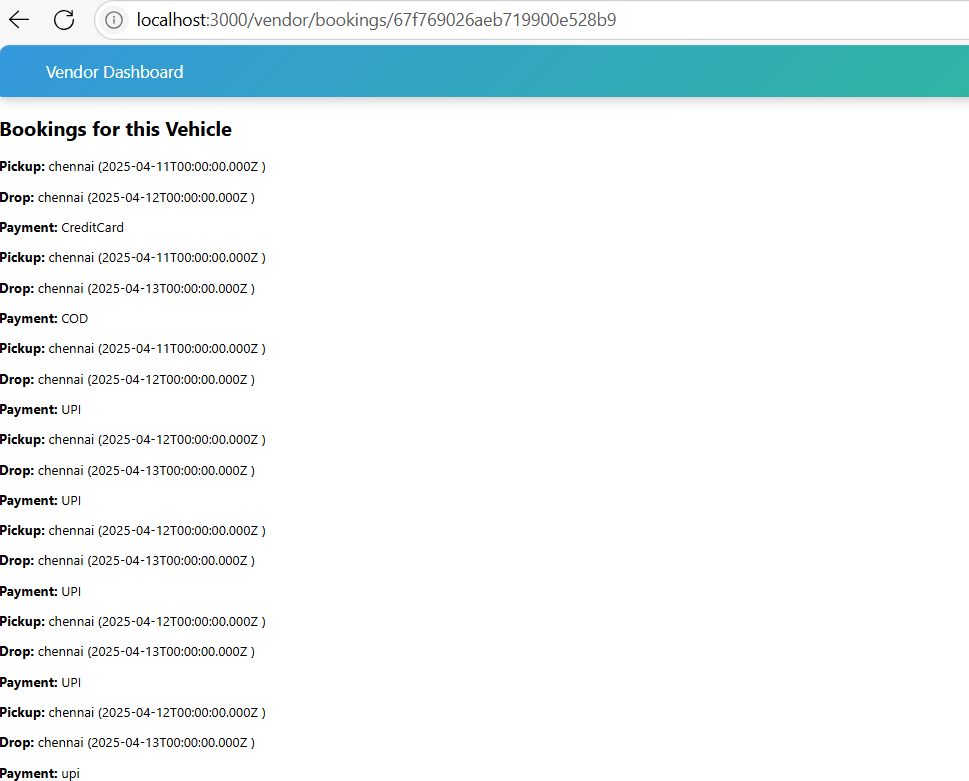 localhost:3000/vendor/bookings/67f769026aeb719900e528b9
Vendor Dashboard
Bookings for this Vehicle
Pickup: chennai (2025-04-11T00:00:00.000Z )
Drop: chennai (2025-04-12T00:00:00.000Z )
Payment: CreditCard
Pickup: chennai (2025-04-11T00:00:00.000Z )
Drop: chennai (2025-04-13T00:00:00.000Z )
Payment: COD
Pickup: chennai (2025-04-11T00:00:00.000Z )
Drop: chennai (2025-04-12T00:00:00.000Z )
Payment: UPI
Pickup: chennai (2025-04-12T00:00:00.000Z )
Drop: chennai (2025-04-13T00:00:00.000Z )
Payment: UPI
Pickup: chennai (2025-04-12T00:00:00.000Z )
Drop: chennai (2025-04-13T00:00:00.000Z )
Payment: UPI
Pickup: chennai (2025-04-12T00:00:00.000Z )
Drop: chennai (2025-04-13T00:00:00.000Z )
Payment: UPI
Pickup: chennai (2025-04-12T00:00:00.000Z )
Drop: chennai (2025-04-13T00:00:00.000Z )
Payment: upi